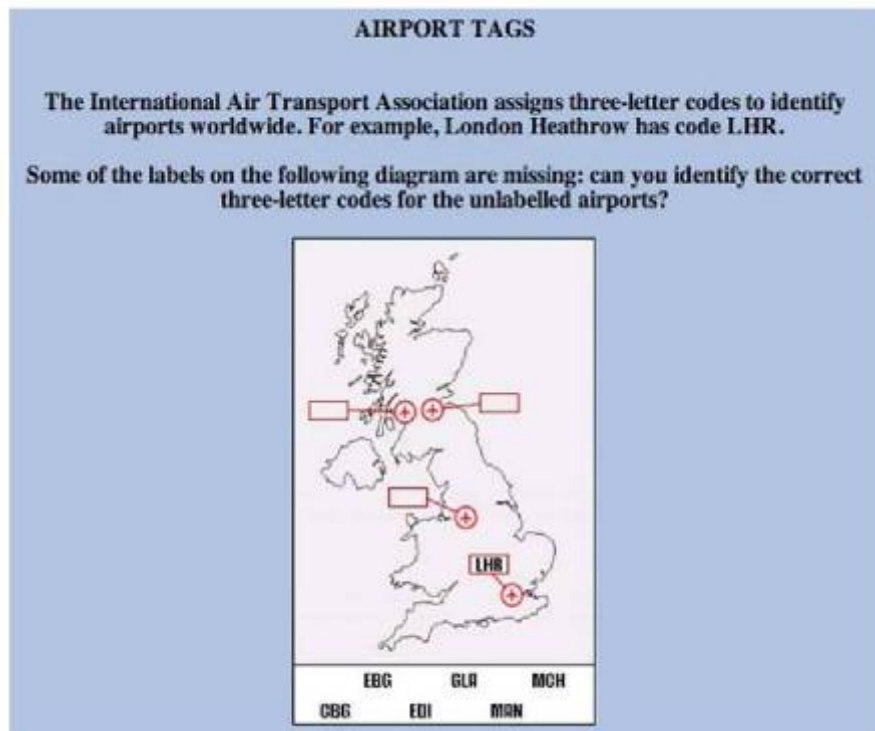 AIRPORT TAGS
The International Air Transport Association assigns three-letter codes to identify
airports worldwide. For example, London Heathrow has code LHR.
Some of the labels on the following diagram are missing: can you identify the correct
three-letter codes for the unlabelled airports?
LHR
EBG GLA MCH
GBG EDI MAN